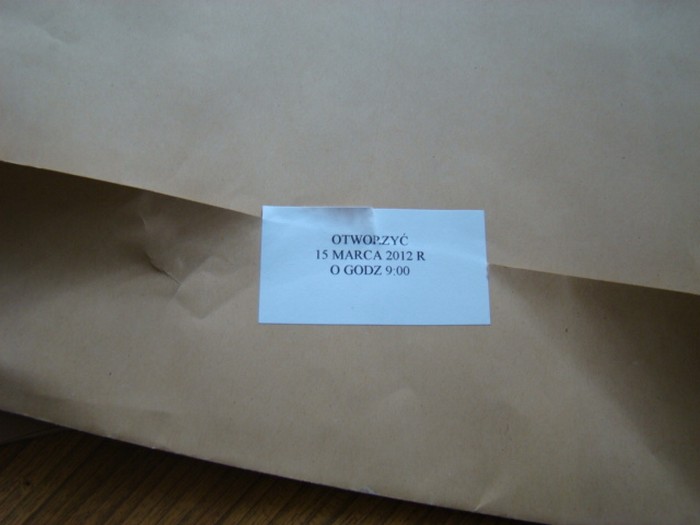 OTWORZYĆ
15 MARCA 2012 R
O GODZ 9:00